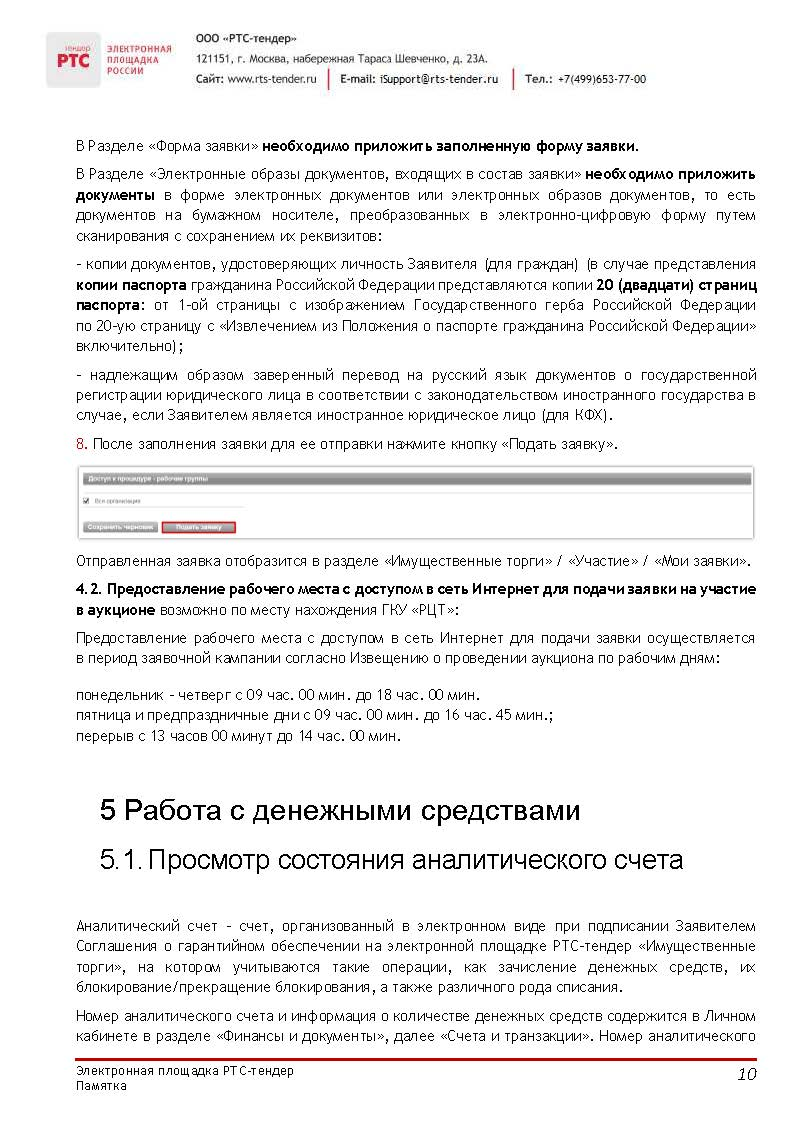 тендер
РТС
ЭЛЕКТРОННАЯ
ПЛОЩАДКА
РОССИИ
ООО «РТС-тендер»
121151, г. Москва, набережная Тараса Шевченко, д. 23А.
Сайт: www.rts-tender.ru | E-mail: iSupport@rts-tender.ru | Тел.: +7(499)653-77-00
В Разделе «Форма заявки» необходимо приложить заполненную форму заявки.
В Разделе «Электронные образы документов, входящих в состав заявки» необходимо приложить
документы в форме электронных документов или электронных образов документов, то есть
документов на бумажном носителе, преобразованных в электронно-цифровую форму путем
сканирования с сохранением их реквизитов:
- копии документов, удостоверяющих личность Заявителя (для граждан) (в случае представления
копии паспорта гражданина Российской Федерации представляются копии 20 (двадцати) страниц
паспорта: от 1-ой страницы с изображением Государственного герба Российской Федерации
по 20-ую страницу с «Извлечением из Положения о паспорте гражданина Российской Федерации»
включительно);
- надлежащим образом заверенный перевод на русский язык документов о государственной
регистрации юридического лица в соответствии с законодательством иностранного государства в
случае, если Заявителем является иностранное юридическое лицо (для КФХ).
8. После заполнения заявки для ее отправки нажмите кнопку «Подать заявку».
Доступ к процедуре - рабочие группы
Вся организация
Сохранить черновик Подать заявку
Отправленная заявка отобразится в разделе «Имущественные торги» / «Участие» / «Мои заявки».
4.2. Предоставление рабочего места с доступом в сеть Интернет для подачи заявки на участие
в аукционе возможно по месту нахождения ГКУ «РЦТ»:
Предоставление рабочего места с доступом в сеть Интернет для подачи заявки осуществляется
в период заявочной кампании согласно Извещению о проведении аукциона по рабочим дням:
понедельник - четверг с 09 час. 00 мин. до 18 час. 00 мин.
пятница и предпраздничные дни с 09 час. 00 мин. до 16 час. 45 мин.;
перерыв с 13 часов 00 минут до 14 час. 00 мин.
5 Работа с денежными средствами
5.1. Просмотр состояния аналитического счета
Аналитический счет - счет, организованный в электронном виде при подписании Заявителем
Соглашения о гарантийном обеспечении на электронной площадке РТС-тендер «Имущественные
торги», на котором учитываются такие операции, как зачисление денежных средств, их
блокирование/прекращение блокирования, а также различного рода списания.
Номер аналитического счета и информация о количестве денежных средств содержится в Личном
кабинете в разделе «Финансы и документы», далее «Счета и транзакции». Номер аналитического
Электронная площадка РТС-тендер
Памятка
10